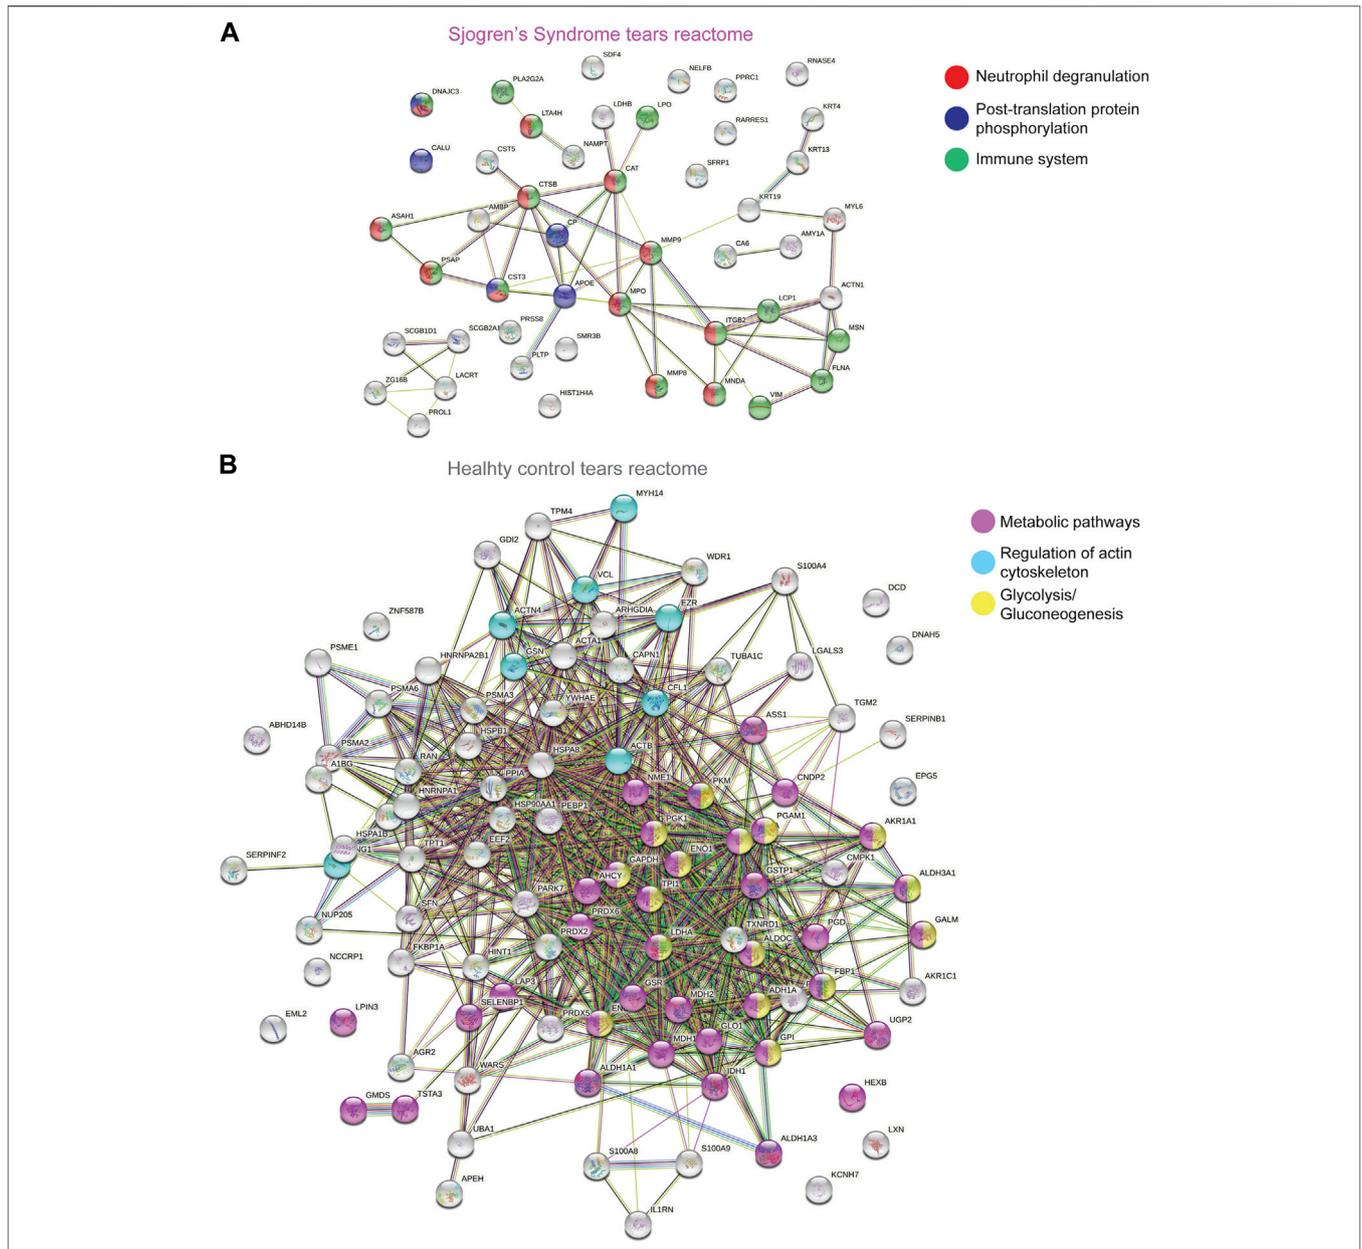 A
Sjogren's Syndrome tears reactome
SDF4
NELFB
PPRC1
RNASE4
DNAJC3
PLA2G2A
LTA4H
LDHB
LPO
KRT4
RARRES1
CALU
CST5
NAMPT
KRT13
CAT
SFRP1
CTSB
KRT19
ASAH1
AMBP
CP
MYL6
MMP9
CA6
AMY1A
PSAP
CST3
APOE
MPO
ACTN1
LCP1
ITGB2
MSN
SCGB1D1
SCGB2A1
PRSS8
SMR3B
PLTP
FLNA
ZG16B
LACRT
MMP8
MNDA
VIM
HIST1H4A
PROL1
Neutrophil degranulation
Post-translation protein
phosphorylation
Immune system
B
Healhty control tears reactome
MYH14
TPM4
GDI2
WDR1
S100A4
VCL
DCD
ZNF587B
ACTN4
ARHGDIA
EZR
DNAH5
PSME1
HNRNPA2B1
GSN
ACTA1
CAPN1
TUBA1C
LGALS3
PSMA6
PSMA3
YWHAE
CFL1
TGM2
ABHD14B
ASS1
SERPINB1
PSMA2
HSPB1
A1BG
RAN
HSPA8
ACTB
PPIA
NME1
PKM
CNDP2
EPG5
HNRNPA1
HSP90AA1
PEBP1
PGK1
PGAM1
AKR1A1
HSPA1B
NG1
TPT1
EEF2
ENO1
GAPDH
CMPK1
SERPINF2
AHCY
TPI1
GSTP1
ALDH3A1
PARK7
SFN
PRDX6
NUP205
TXNRD1
PGD
GALM
PRDX2
LDHA
ALDOC
FKBP1A
HINT1
NCCRP1
FBP1
AKR1C1
LAP3
GSR
MDH2
ADH1A
SELENBP1
EML2
LPIN3
PRDX5
GLO1
UGP2
MDH1
GPI
AGR2
WARS
ALDH1A1
IDH1
GMDS
TSTA3
HEXB
UBA1
S100A8
S100A9
ALDH1A3
LXN
APEH
KCNH7
IL1RN
Metabolic pathways
Regulation of actin
cytoskeleton
Glycolysis/
Gluconeogenesis